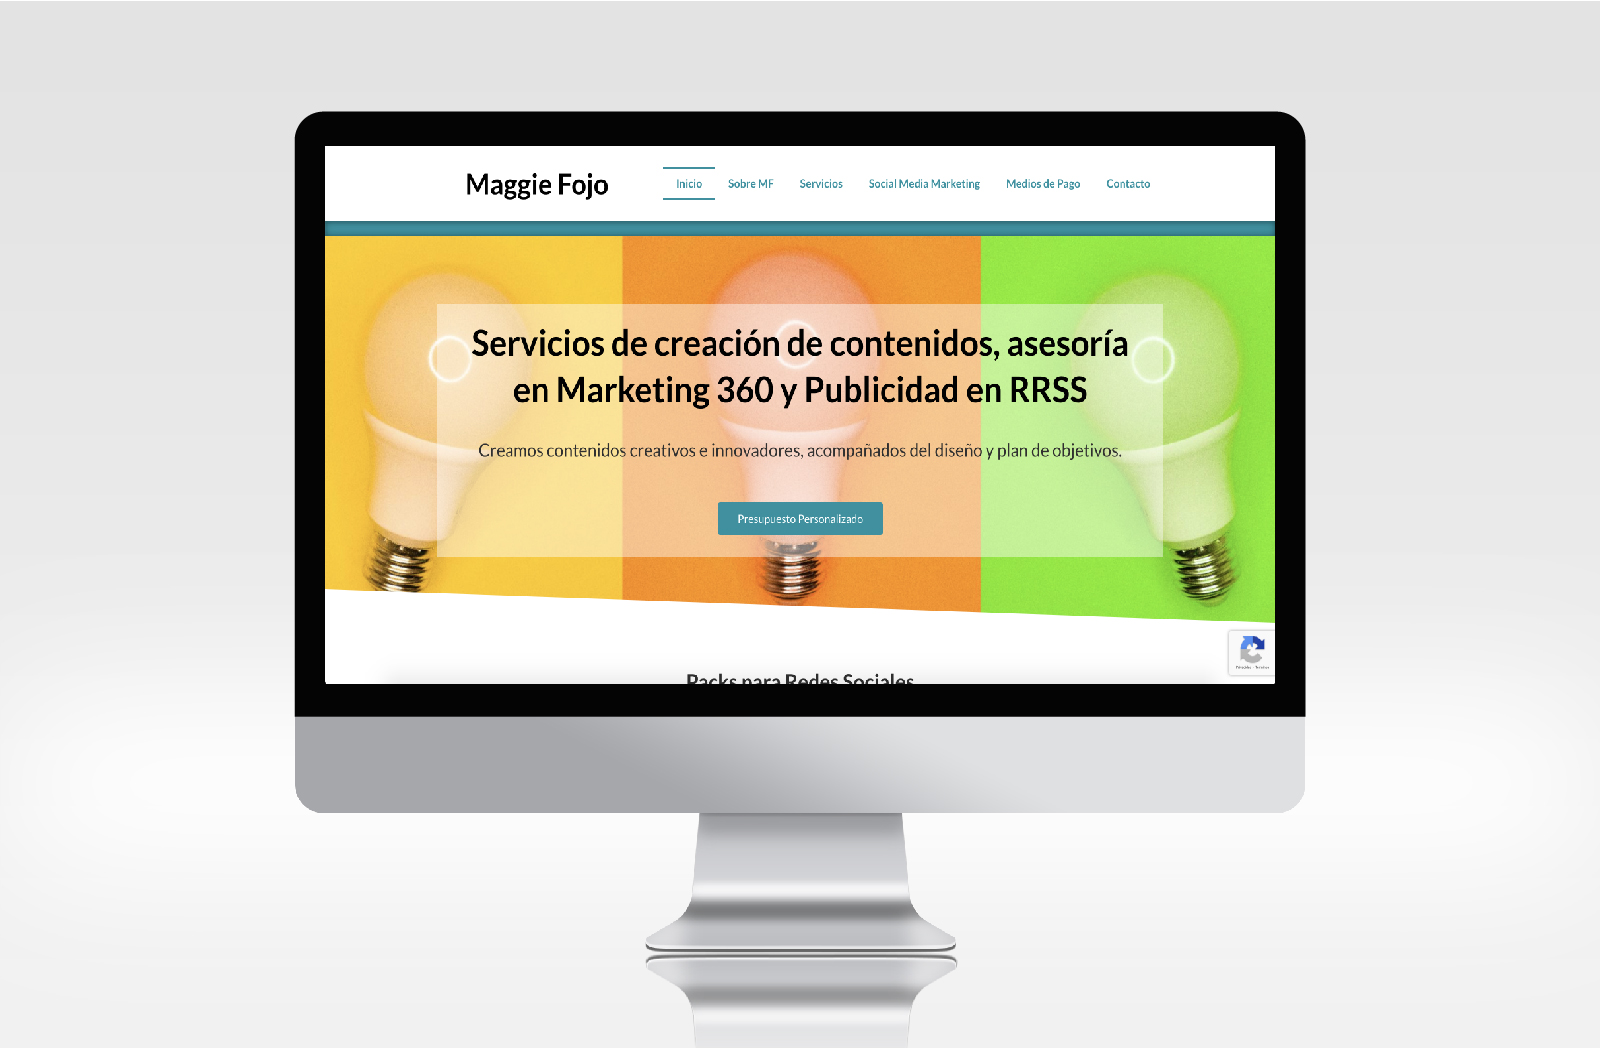 Maggie Fojo
Inicio
Sobre MF
Servicios
Social Media Marketing
Medios de Pago
Contacto
Servicios de creación de contenidos, asesoría
en Marketing 360 y Publicidad en RRSS
Creamos contenidos creativos e innovadores, acompañados del diseño y plan de objetivos.
Presupuesto Personalizado
Packs para Redes Sociales